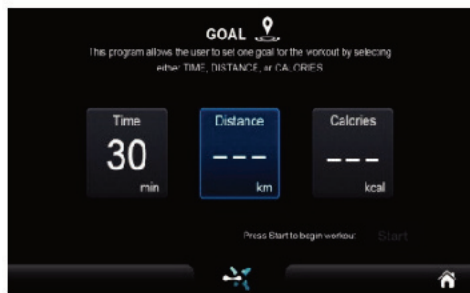 GOAL
This program allows the user to set one goal for the workout by selecting
either TIME, DISTANCE, or CALORIES
Time
30
min
Distance
---
km
Calories
---
kcal
Press Start to begin workout
Start